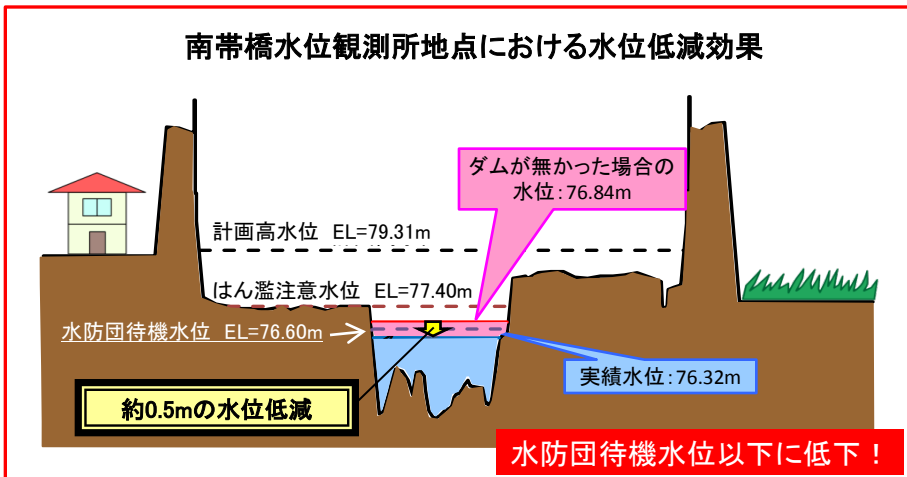 南帯橋水位観測所地点における水位低減効果
ダムが無かった場合の
水位：76.84m
計画高水位 EL=79.31m
はん濫注意水位 EL=77.40m
水防団待機水位 EL=76.60m
実績水位：76.32m
約0.5mの水位低減
水防団待機水位以下に低下！